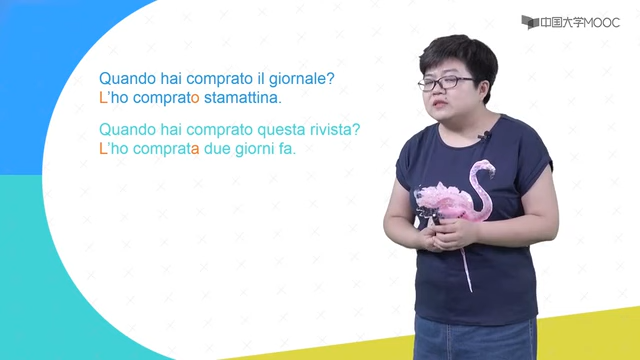 中国大学MOOC
Quando hai comprato il giornale?
L'ho comprato stamattina.
Quando hai comprato questa rivista?
L'ho comprata due giorni fa.